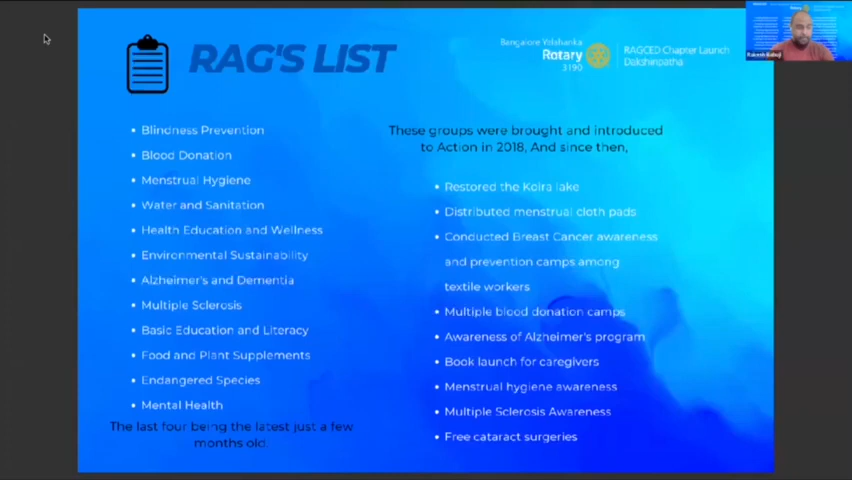 RAG'S LIST
Bangalore Yelahanka
Rotary
3190
RAGCED Chapter Launch
Dakshinpatha
• Blindness Prevention
• Blood Donation
• Menstrual Hygiene
• Water and Sanitation
• Health Education and Wellness
• Environmental Sustainability
• Alzheimer's and Dementia
• Multiple Sclerosis
• Basic Education and Literacy
• Food and Plant Supplements
• Endangered Species
• Mental Health
The last four being the latest just a few
months old.
These groups were brought and introduced
to Action in 2018, And since then,
• Restored the Koira lake
• Distributed menstrual cloth pads
• Conducted Breast Cancer awareness
and prevention camps among
textile workers
• Multiple blood donation camps
• Awareness of Alzheimer's program
• Book launch for caregivers
• Menstrual hygiene awareness
• Multiple Sclerosis Awareness
• Free cataract surgeries